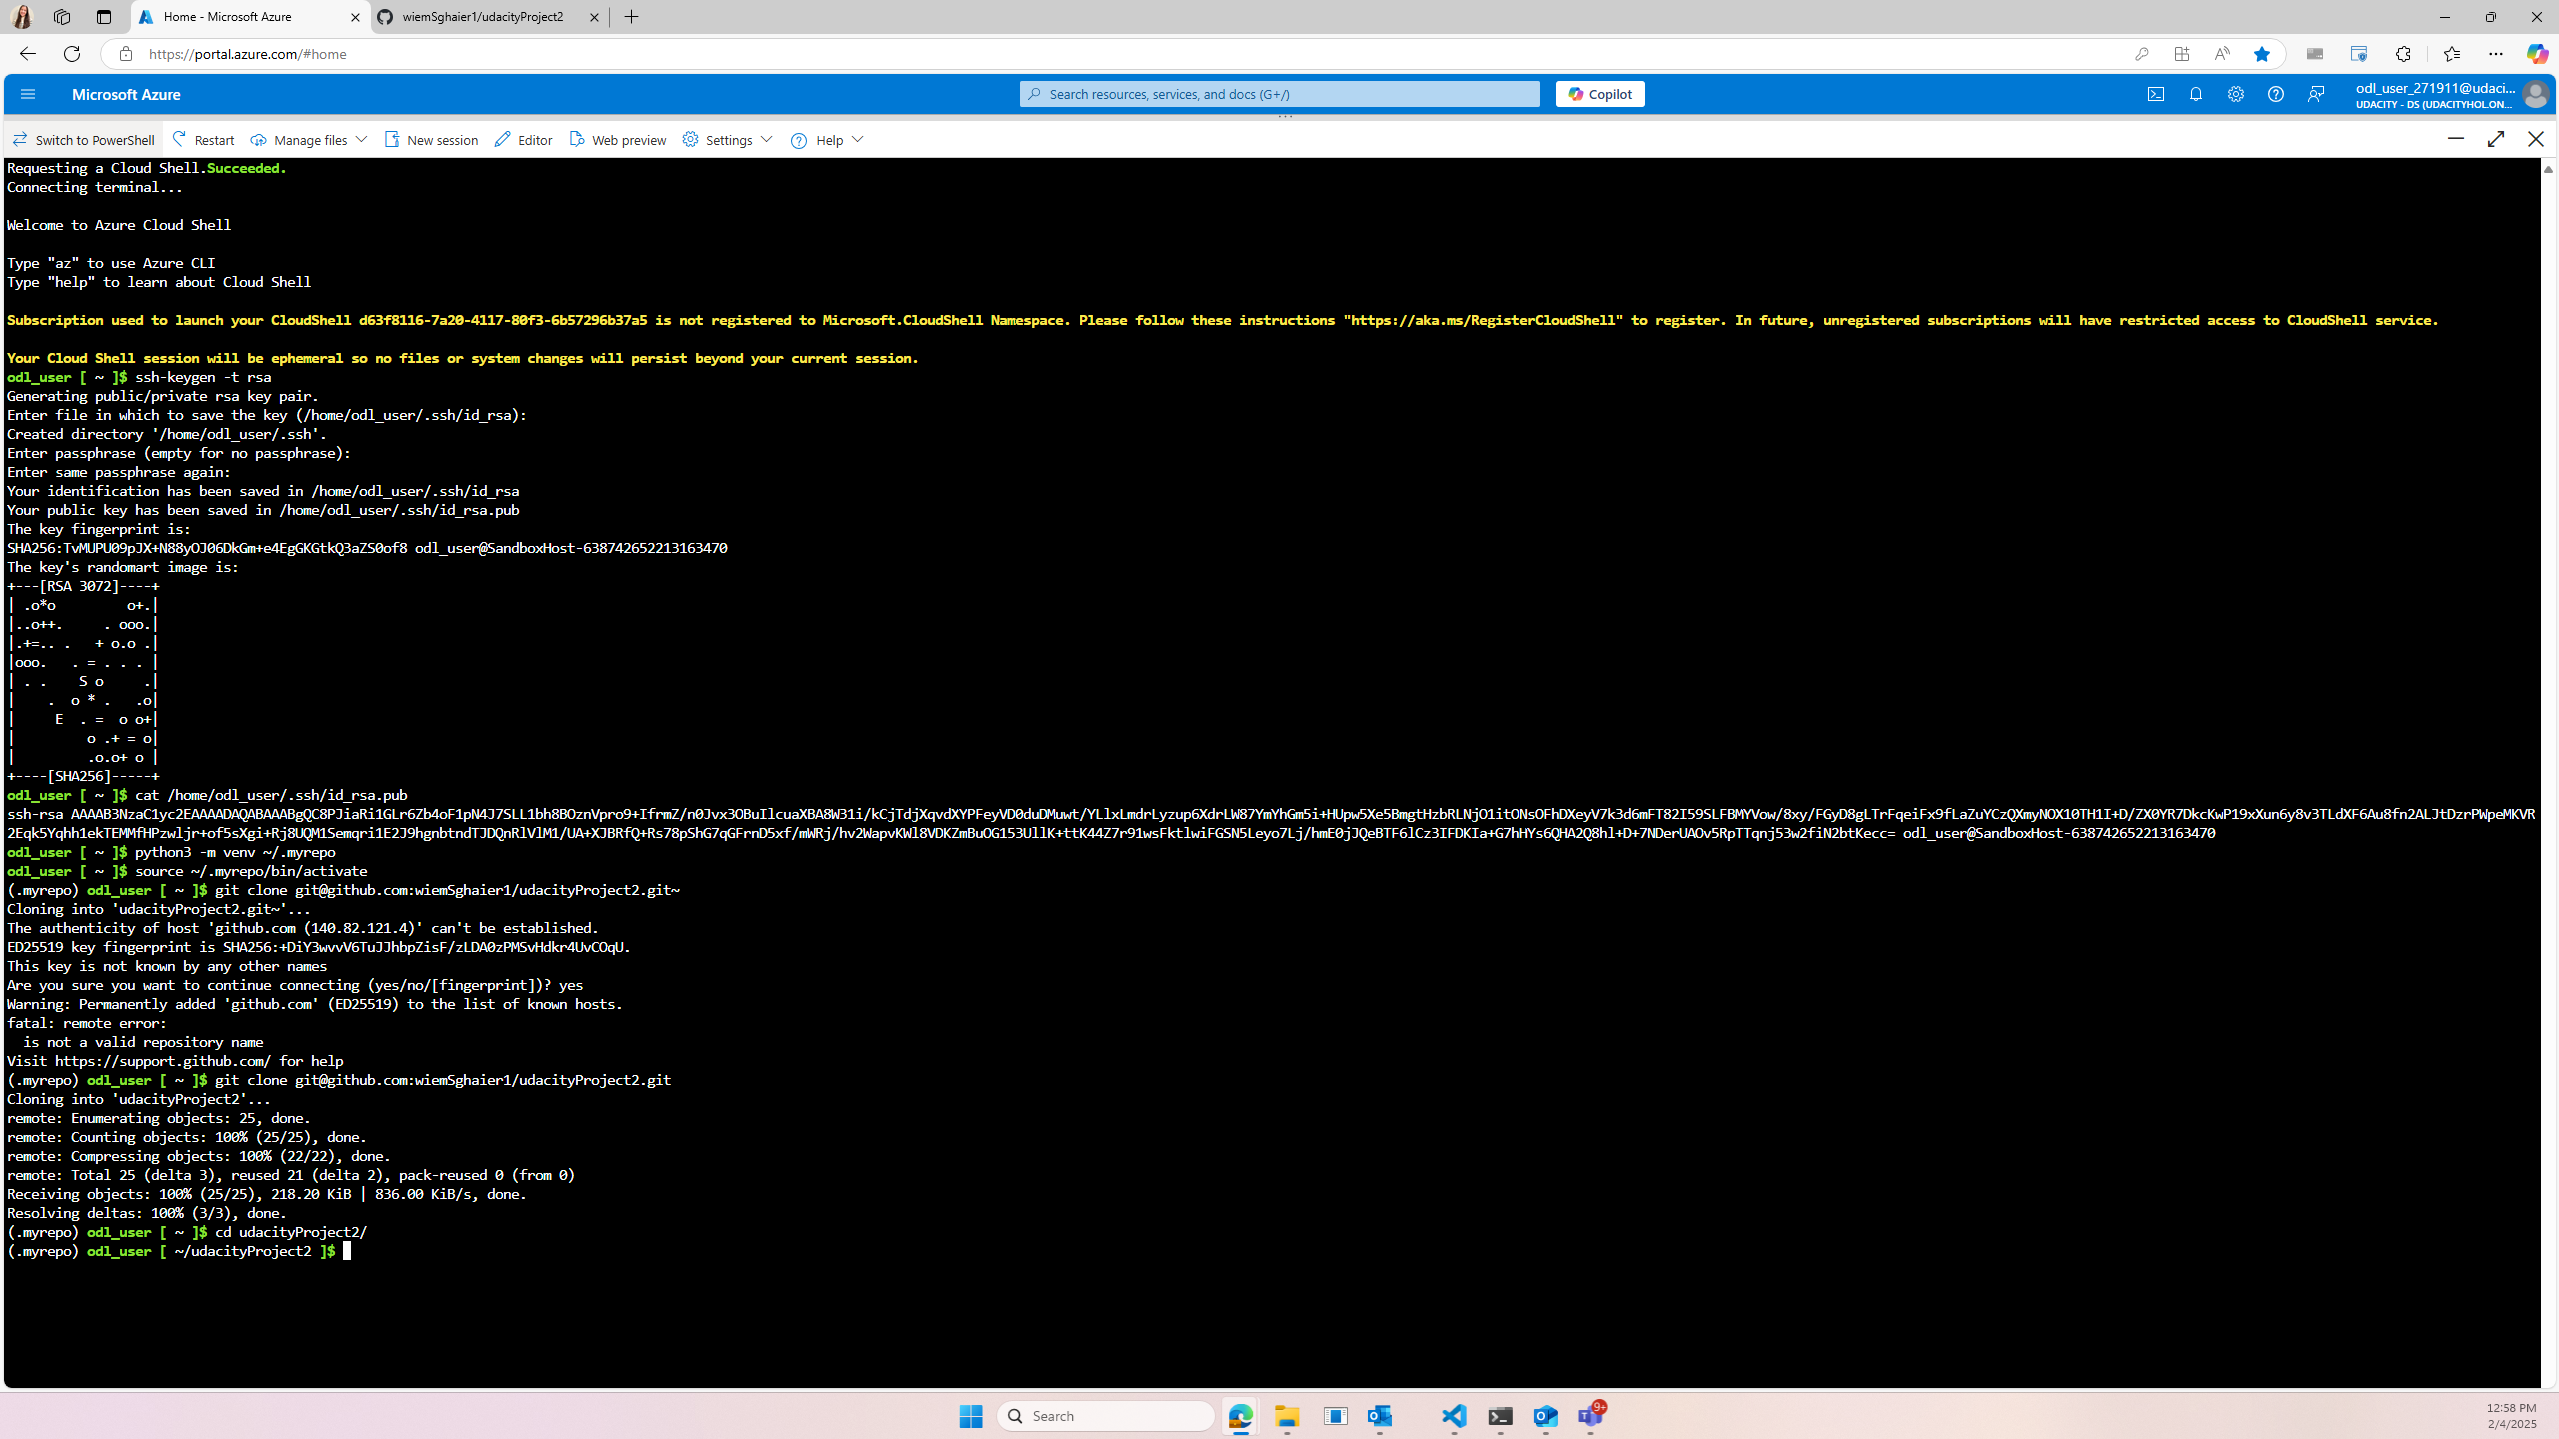 Home - Microsoft Azure
wiemSghaier1/udacityProject2
https://portal.azure.com/#home
Microsoft Azure
Search resources, services, and docs (G+/)
Copilot
odl_user_271911@udaci...
UDACITY - DS (UDACITYHOL.ON...
Switch to PowerShell
Restart
Manage files
New session
Editor
Web preview
Settings
Help
Requesting a Cloud Shell.Succeeded.
Connecting terminal...
Welcome to Azure Cloud Shell
Type "az" to use Azure CLI
Type "help" to learn about Cloud Shell
Subscription used to launch your CloudShell d63f8116-7a20-4117-80f3-6b57296b37a5 is not registered to Microsoft.CloudShell Namespace. Please follow these instructions "https://aka.ms/RegisterCloudShell" to register. In future, unregistered subscriptions will have restricted access to CloudShell service.
Your Cloud Shell session will be ephemeral so no files or system changes will persist beyond your current session.
odl_user [ ~ ]$ ssh-keygen -t rsa
Generating public/private rsa key pair.
Enter file in which to save the key (/home/odl_user/.ssh/id_rsa):
Created directory '/home/odl_user/.ssh'.
Enter passphrase (empty for no passphrase):
Enter same passphrase again:
Your identification has been saved in /home/odl_user/.ssh/id_rsa
Your public key has been saved in /home/odl_user/.ssh/id_rsa.pub
The key fingerprint is:
SHA256:TvMUPU09pJX+N88yOJ06DkGm+e4EgGKGtkQ3aZS0of8 odl_user@SandboxHost-638742652213163470
The key's randomart image is:
+---[RSA 3072]----+
| .o*o         o+.|
|..o++.     . ooo.|
|.+=.. .   + o.o .|
|ooo.   . = . . . |
| . .    S o     .|
|    .  o * .   .o|
|     E  . =  o o+|
|         o .+ = o|
|         .o.o+ o |
+----[SHA256]-----+
odl_user [ ~ ]$ cat /home/odl_user/.ssh/id_rsa.pub
ssh-rsa AAAAB3NzaC1yc2EAAAADAQABAAABgQC8PJiaRi1GLr6Zb4oF1pN4J7SLL1bh8BOznVpro9+IfrmZ/n0Jvx3OBuIlcuaXBA8W31i/kCjTdjXqvdXYPFeyVD0duDMuwt/YLlxLmdrLyzup6XdrLW87YmYhGm5i+HUpw5Xe5BmgtHzbRLNjO1itONsOFhDXeyV7k3d6mFT82I59SLFBMYVow/8xy/FGyD8gLTrFqeiFx9fLaZuYCzQXmyNOX10TH1I+D/ZX0YR7DkcKwP19xXun6y8v3TLdXF6Au8fn2ALJtDzrPWpeMKVR
2Eqk5Yqhh1ekTEMMfHPzwljr+of5sXgi+Rj8UQM1Semqri1E2J9hgnbtndTJDQnRlVlM1/UA+XJBRfQ+Rs78pShG7qGFrnD5xf/mWRj/hv2WapvKWl8VDKZmBuOG153UllK+ttK44Z7r91wsFktlwiFGSN5Leyo7Lj/hmE0jJQeBTF6lCz3IFDKIa+G7hHYs6QHA2Q8hl+D+7NDerUAOv5RpTTqnj53w2fiN2btKecc= odl_user@SandboxHost-638742652213163470
odl_user [ ~ ]$ python3 -m venv ~/.myrepo
odl_user [ ~ ]$ source ~/.myrepo/bin/activate
(.myrepo) odl_user [ ~ ]$ git clone git@github.com:wiemSghaier1/udacityProject2.git~
Cloning into 'udacityProject2.git~'...
The authenticity of host 'github.com (140.82.121.4)' can't be established.
ED25519 key fingerprint is SHA256:+DiY3wvvV6TuJJhbpZisF/zLDA0zPMSvHdkr4UvCOqU.
This key is not known by any other names
Are you sure you want to continue connecting (yes/no/[fingerprint])? yes
Warning: Permanently added 'github.com' (ED25519) to the list of known hosts.
fatal: remote error:
  is not a valid repository name
Visit https://support.github.com/ for help
(.myrepo) odl_user [ ~ ]$ git clone git@github.com:wiemSghaier1/udacityProject2.git
Cloning into 'udacityProject2'...
remote: Enumerating objects: 25, done.
remote: Counting objects: 100% (25/25), done.
remote: Compressing objects: 100% (22/22), done.
remote: Total 25 (delta 3), reused 21 (delta 2), pack-reused 0 (from 0)
Receiving objects: 100% (25/25), 218.20 KiB | 836.00 KiB/s, done.
Resolving deltas: 100% (3/3), done.
(.myrepo) odl_user [ ~ ]$ cd udacityProject2/
(.myrepo) odl_user [ ~/udacityProject2 ]$
Search
9+
12:58 PM
2/4/2025